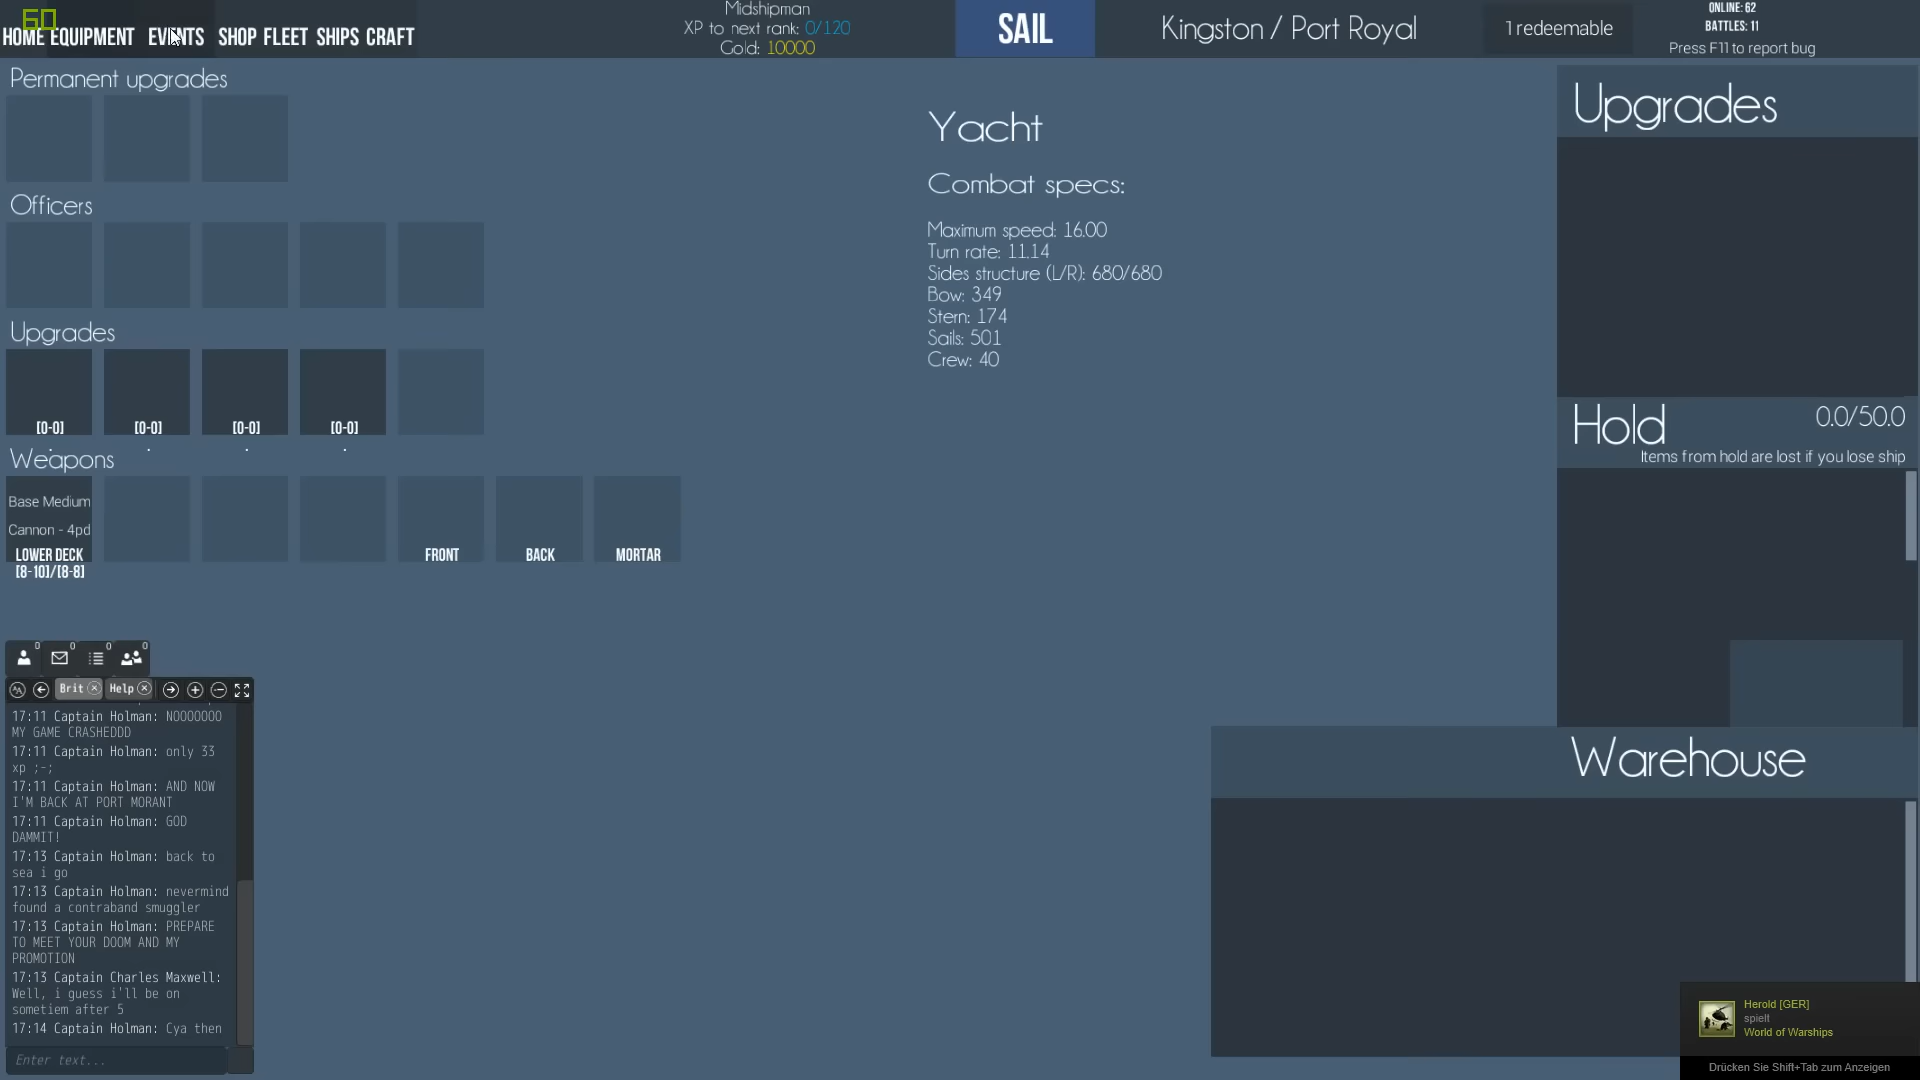 60
HOME EQUIPMENT EVENTS SHOP FLEET SHIPS CRAFT
Midshipman
XP to next rank: 0/120
Gold: 10000
SAIL
Kingston / Port Royal
1 redeemable
ONLINE: 62
BATTLES: 11
Press F11 to report bug
Permanent upgrades
Officers
Upgrades
[0-0] [0-0] [0-0] [0-0]
Weapons
Base Medium
Cannon - 4pd
LOWER DECK
[8-10]/[8-8]
FRONT
BACK
MORTAR
Yacht
Combat specs:
Maximum speed: 16.00
Turn rate: 11.14
Sides structure (L/R): 680/680
Bow: 349
Stern: 174
Sails: 501
Crew: 40
Upgrades
Hold
0.0/50.0
Items from hold are lost if you lose ship
Warehouse
0 0 0 0
Brit Help
17:11 Captain Holman: NOOOOOOO
MY GAME CRASHEDDD
17:11 Captain Holman: only 33
xp ;-;
17:11 Captain Holman: AND NOW
I'M BACK AT PORT MORANT
17:11 Captain Holman: GOD
DAMMIT!
17:13 Captain Holman: back to
sea i go
17:13 Captain Holman: nevermind
found a contraband smuggler
17:13 Captain Holman: PREPARE
TO MEET YOUR DOOM AND MY
PROMOTION
17:13 Captain Charles Maxwell:
Well, i guess i'll be on
sometiem after 5
17:14 Captain Holman: Cya then
Enter text...
Herold [GER]
spielt
World of Warships
Drücken Sie Shift+Tab zum Anzeigen